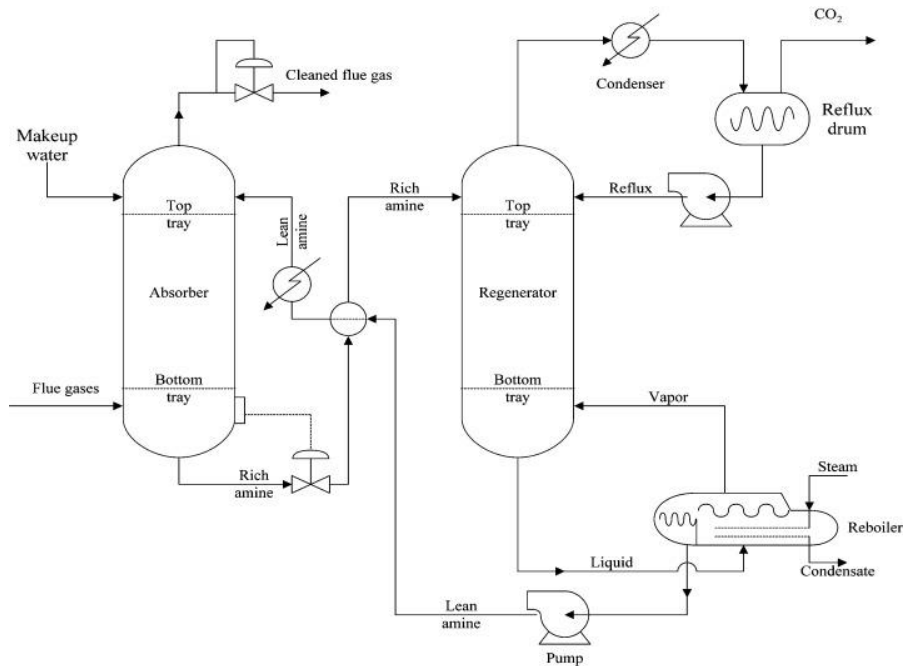 CO₂
Cleaned flue gas
Condenser
Reflux
drum
Makeup
water
Rich
amine
Reflux
Top
tray
Lean
amine
Top
tray
Absorber
Regenerator
Bottom
tray
Bottom
tray
Flue gases
Vapor
Rich
amine
Steam
Reboiler
Liquid
Condensate
Lean
amine
Pump